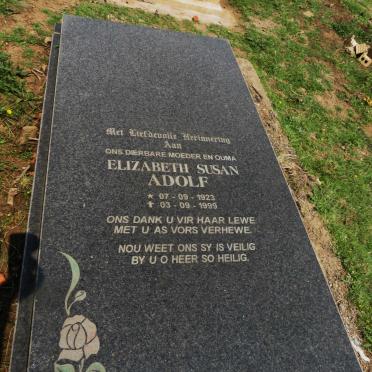 Met Liefdevolle Herinnering
Aan
ONS DIERBARE MOEDER EN OUMA
ELIZABETH SUSAN
ADOLF
★ 07 - 09 - 1923
✝ 03 - 09 - 1995
ONS DANK U VIR HAAR LEWE
MET U AS VORS VERHEWE.
NOU WEET ONS SY IS VEILIG
BY U O HEER SO HEILIG.